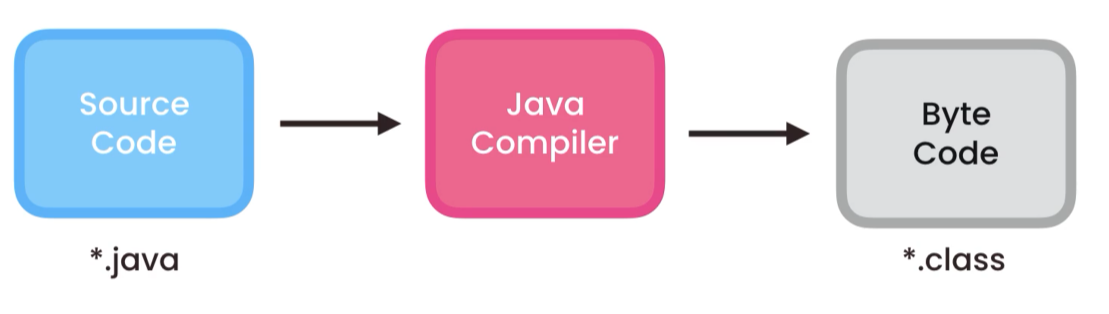 Source
Code
Java
Compiler
Byte
Code
*.java
*.class